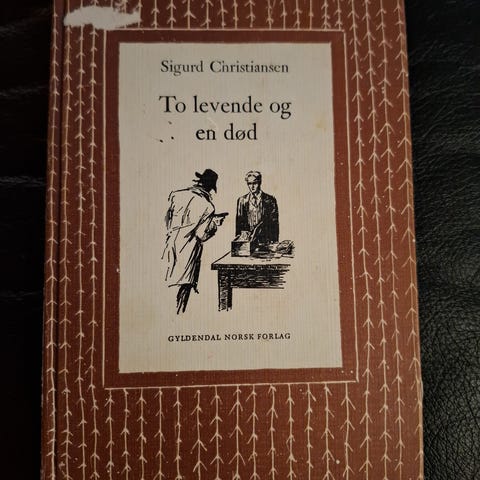 Sigurd Christiansen
To levende og
en død
GYLDENDAL NORSK FORLAG